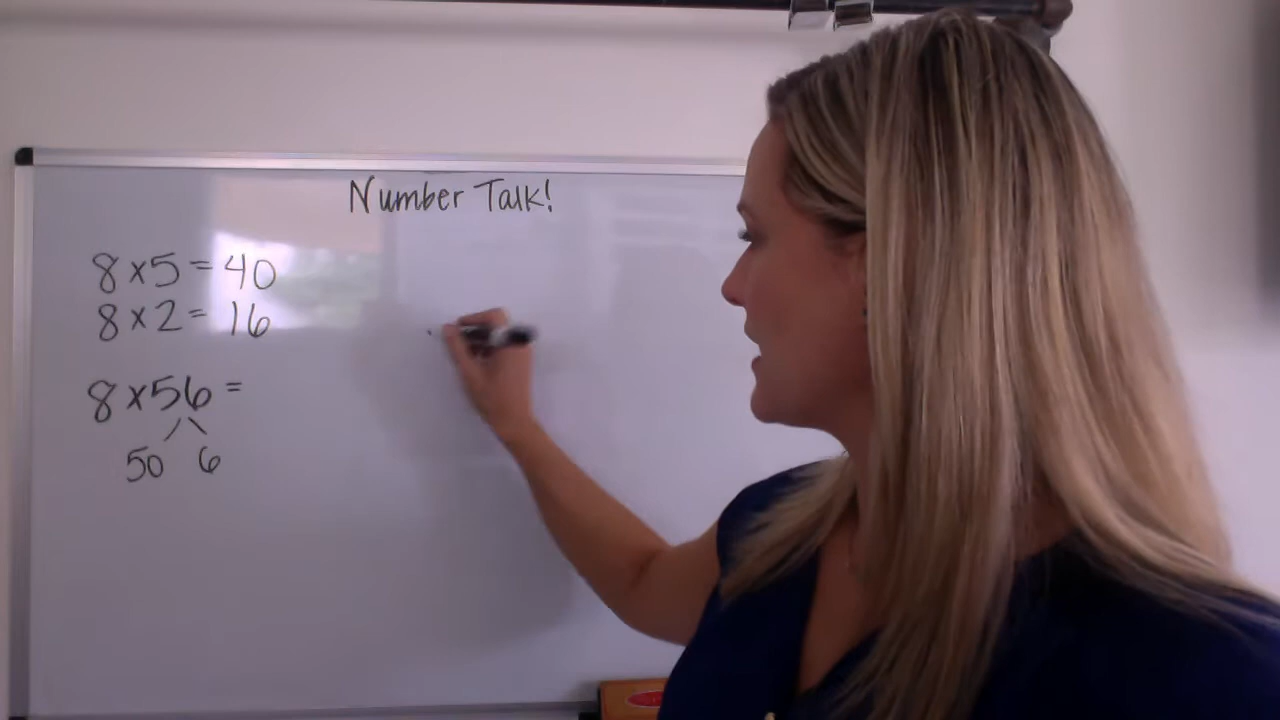 Number Talk!
8 x 5 = 40
8 x 2 = 16
8 x 56 =
50 6